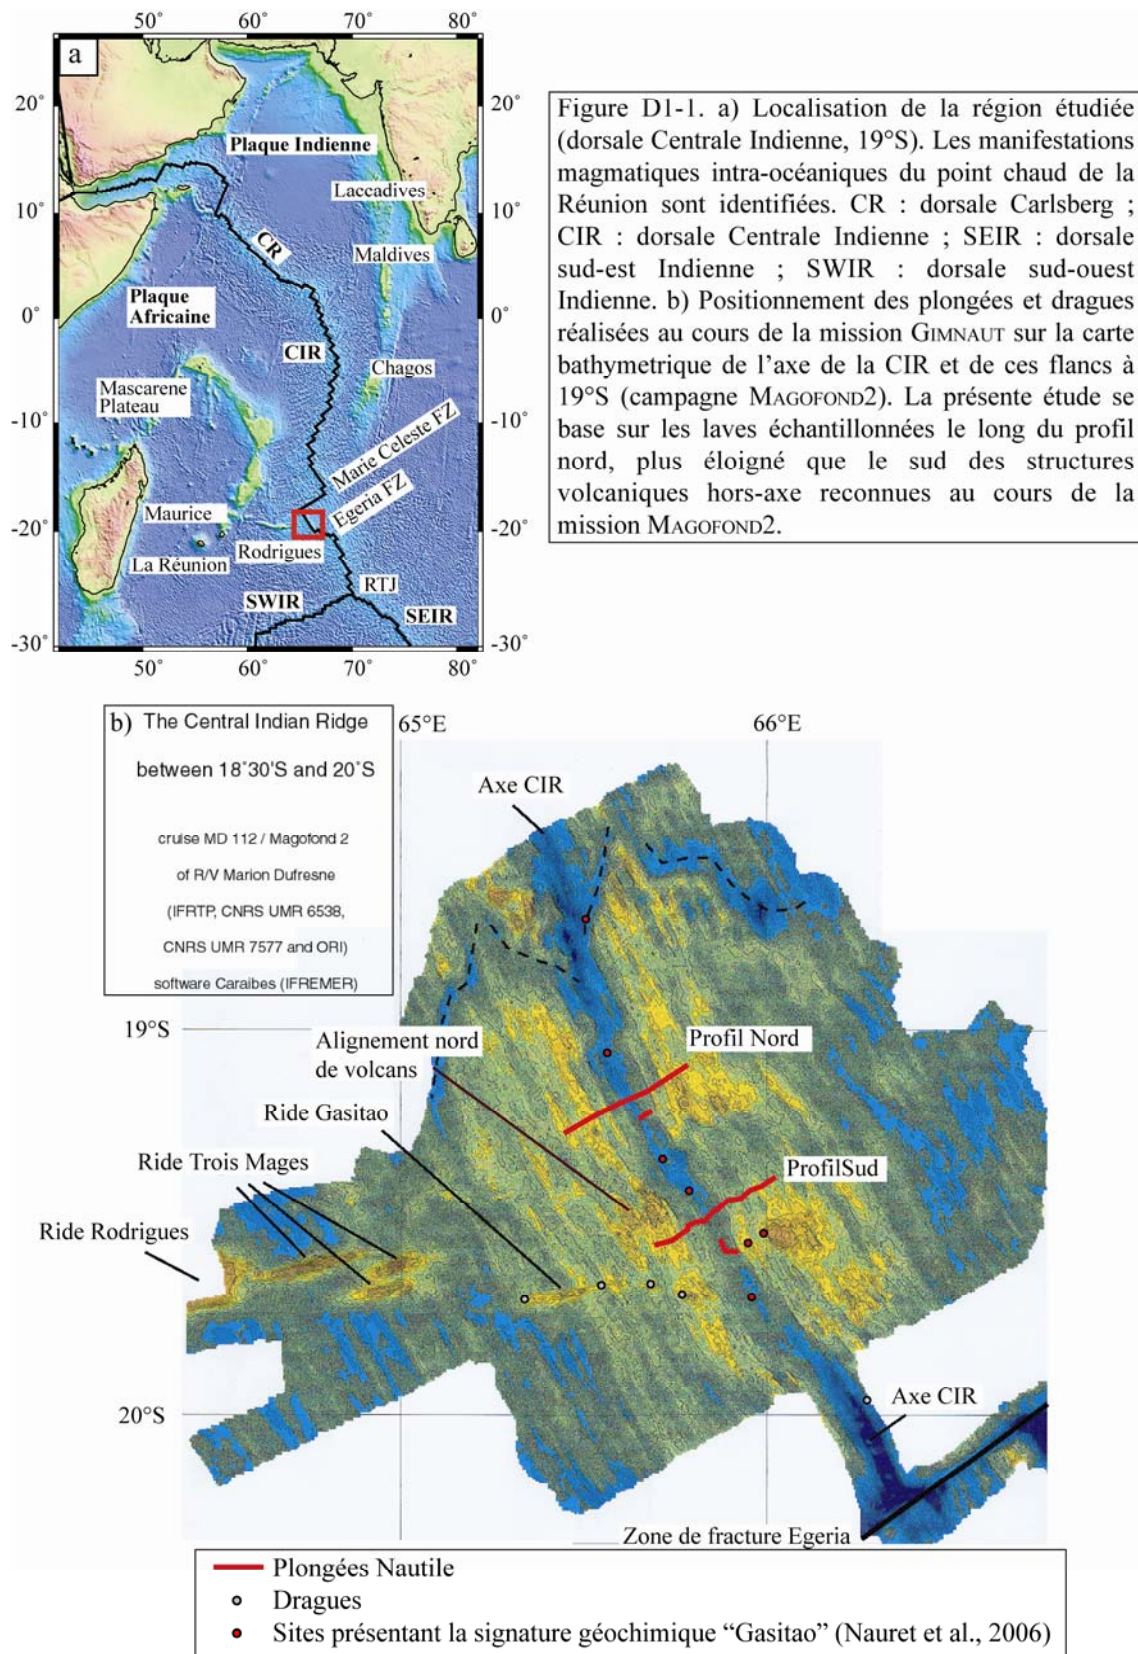 50° 60° 70° 80°
a
20°
10°
0°
-10°
-20°
-30°
20°
10°
0°
-10°
-20°
-30°
50° 60° 70° 80°
Plaque Indienne
Laccadives
CR
Maldives
Plaque
Africaine
CIR
Chagos
Mascarene
Plateau
Marie Celeste FZ
Egeria FZ
Maurice
La Réunion
Rodrigues
RTJ
SWIR
SEIR
Figure D1-1. a) Localisation de la région étudiée
(dorsale Centrale Indienne, 19°S). Les manifestations
magmatiques intra-océaniques du point chaud de la
Réunion sont identifiées. CR : dorsale Carlsberg ;
CIR : dorsale Centrale Indienne ; SEIR : dorsale
sud-est Indienne ; SWIR : dorsale sud-ouest
Indienne. b) Positionnement des plongées et dragues
réalisées au cours de la mission GIMNAUT sur la carte
bathymetrique de l'axe de la CIR et de ces flancs à
19°S (campagne MAGOFOND2). La présente étude se
base sur les laves échantillonnées le long du profil
nord, plus éloigné que le sud des structures
volcaniques hors-axe reconnues au cours de la
mission MAGOFOND2.
b) The Central Indian Ridge
between 18°30'S and 20°S
cruise MD 112 / Magofond 2
of R/V Marion Dufresne
(IFRTP, CNRS UMR 6538,
CNRS UMR 7577 and ORI)
software Caraibes (IFREMER)
65°E
66°E
Axe CIR
19°S
Alignement nord
de volcans
Profil Nord
Ride Gasitao
Ride Trois Mages
ProfilSud
Ride Rodrigues
20°S
Axe CIR
Zone de fracture Egeria
Plongées Nautile
Dragues
Sites présentant la signature géochimique “Gasitao” (Nauret et al., 2006)